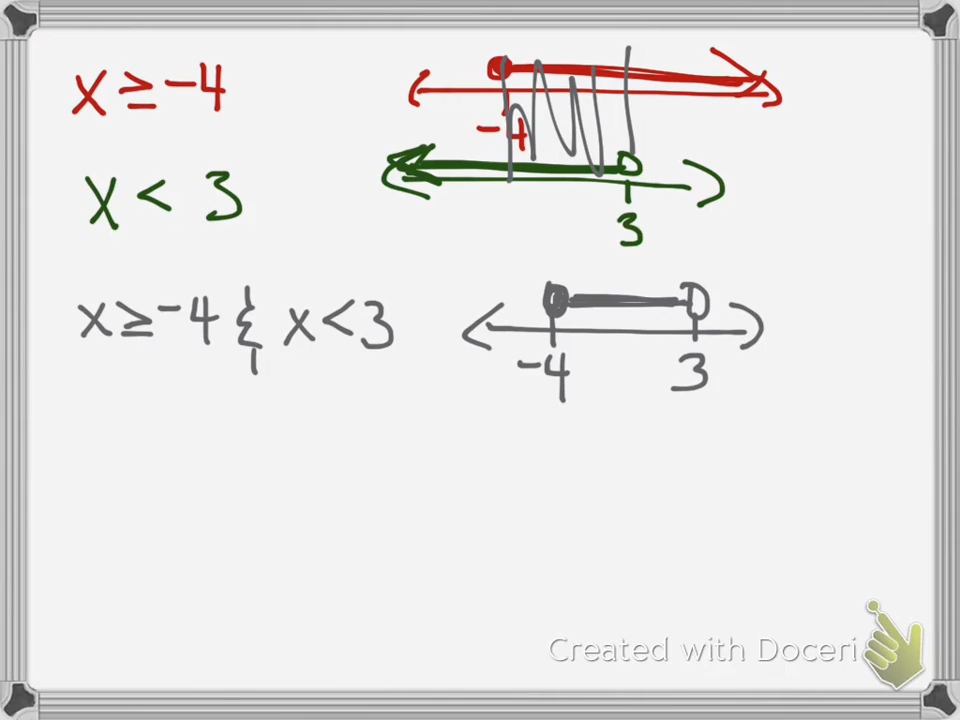 x ≥ -4
-4
x < 3
3
x ≥ -4 & x < 3
-4 3
Created with Doceri